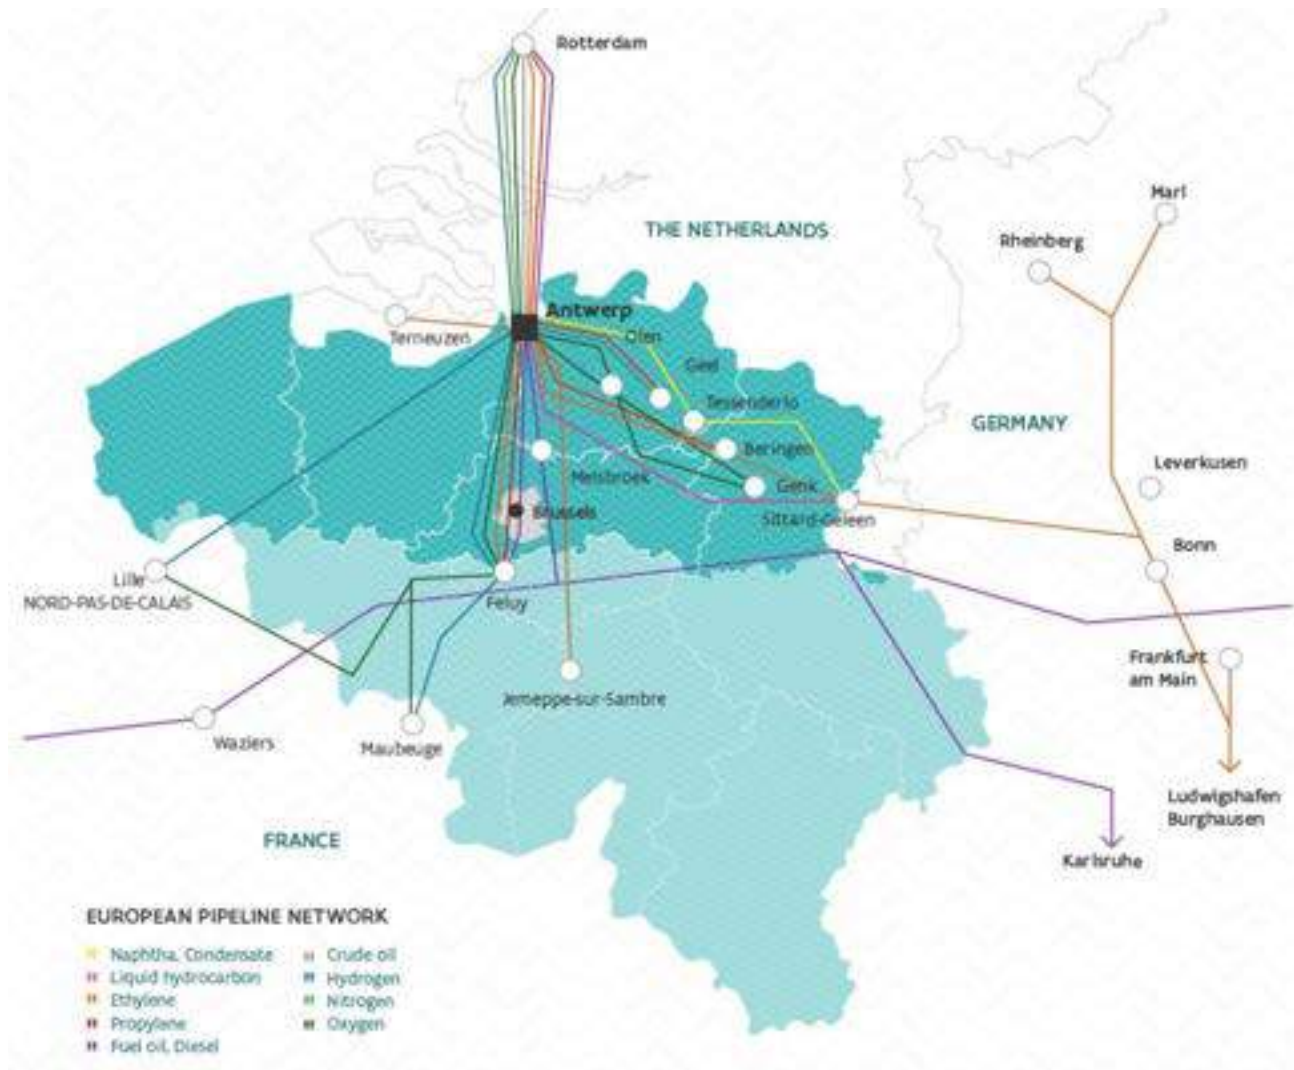 Rotterdam
THE NETHERLANDS
Marl
Rheinberg
Antwerp
Terneuzen
Olen
Geel
Tessenderlo
GERMANY
Beringen
Leverkusen
Melsbroek
Genk
Brussels
Sittard-Geleen
Bonn
Lille
NORD-PAS-DE-CALAIS
Feluy
Frankfurt
am Main
Jemeppe-sur-Sambre
Waziers
Maubeuge
Ludwigshafen
Burghausen
FRANCE
Karlsruhe
EUROPEAN PIPELINE NETWORK
Naphtha, Condensate
Liquid hydrocarbon
Ethylene
Propylene
Fuel oil, Diesel
Crude oil
Hydrogen
Nitrogen
Oxygen